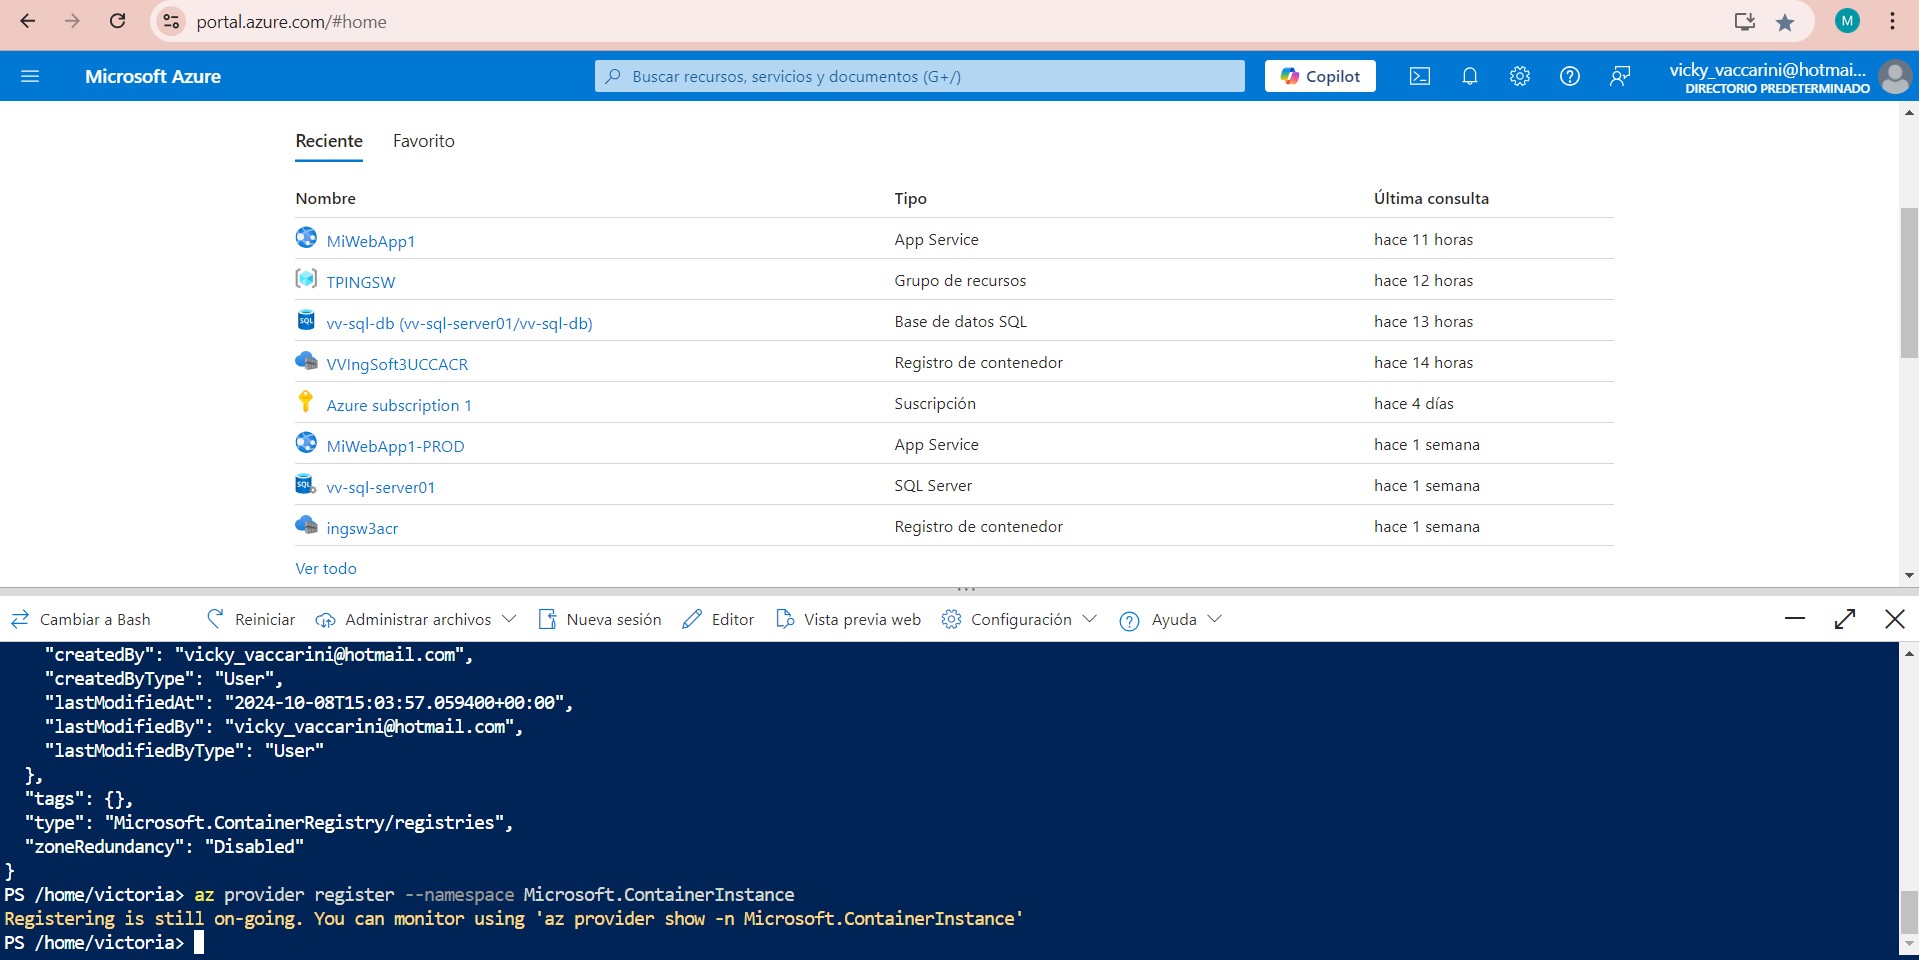 portal.azure.com/#home
M
Microsoft Azure
Buscar recursos, servicios y documentos (G+/)
Copilot
vicky_vaccarini@hotmai...
DIRECTORIO PREDETERMINADO
Reciente Favorito
Nombre Tipo Última consulta
MiWebApp1 App Service hace 11 horas
TPINGSW Grupo de recursos hace 12 horas
SQL vv-sql-db (vv-sql-server01/vv-sql-db) Base de datos SQL hace 13 horas
VVIngSoft3UCCACR Registro de contenedor hace 14 horas
Azure subscription 1 Suscripción hace 4 días
MiWebApp1-PROD App Service hace 1 semana
SQL vv-sql-server01 SQL Server hace 1 semana
ingsw3acr Registro de contenedor hace 1 semana
Ver todo
Cambiar a Bash Reiniciar Administrar archivos Nueva sesión Editor Vista previa web Configuración Ayuda
"createdBy": "vicky_vaccarini@hotmail.com",
"createdByType": "User",
"lastModifiedAt": "2024-10-08T15:03:57.059400+00:00",
"lastModifiedBy": "vicky_vaccarini@hotmail.com",
"lastModifiedByType": "User"
},
"tags": {},
"type": "Microsoft.ContainerRegistry/registries",
"zoneRedundancy": "Disabled"
}
PS /home/victoria> az provider register --namespace Microsoft.ContainerInstance
Registering is still on-going. You can monitor using 'az provider show -n Microsoft.ContainerInstance'
PS /home/victoria>